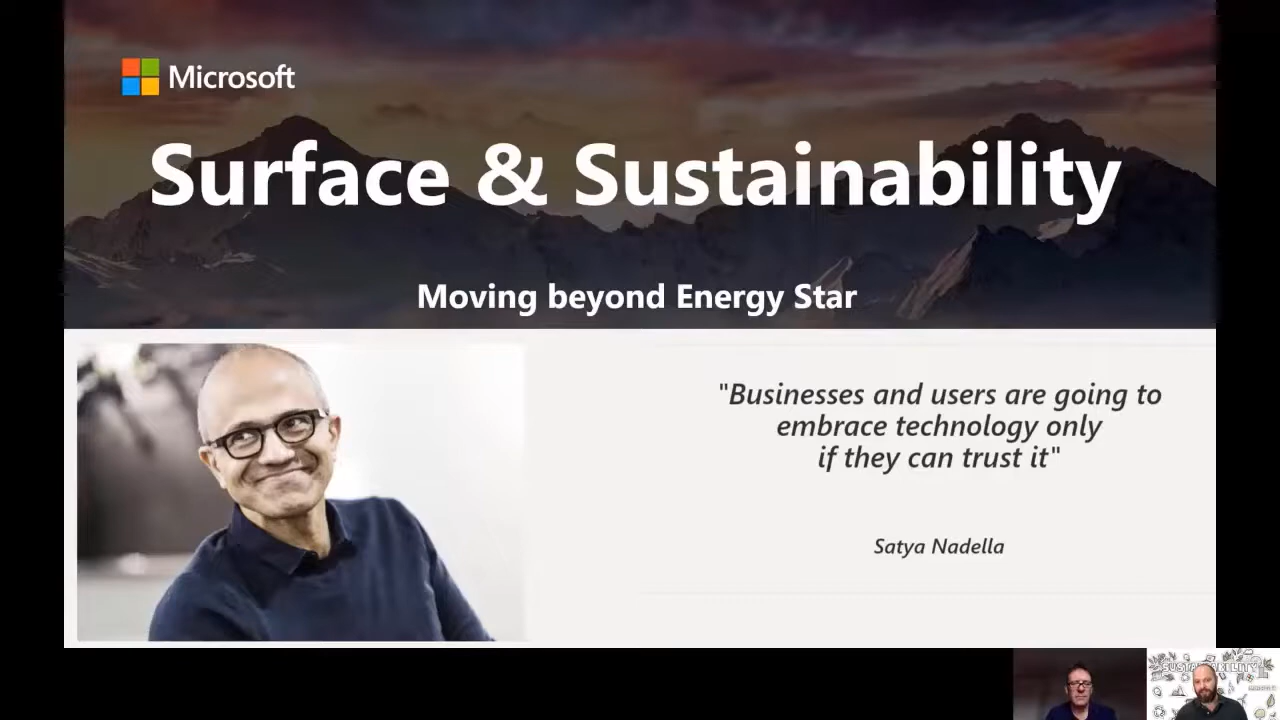 Microsoft
Surface & Sustainability
Moving beyond Energy Star
"Businesses and users are going to
embrace technology only
if they can trust it"
Satya Nadella
SUSTAINABILITY